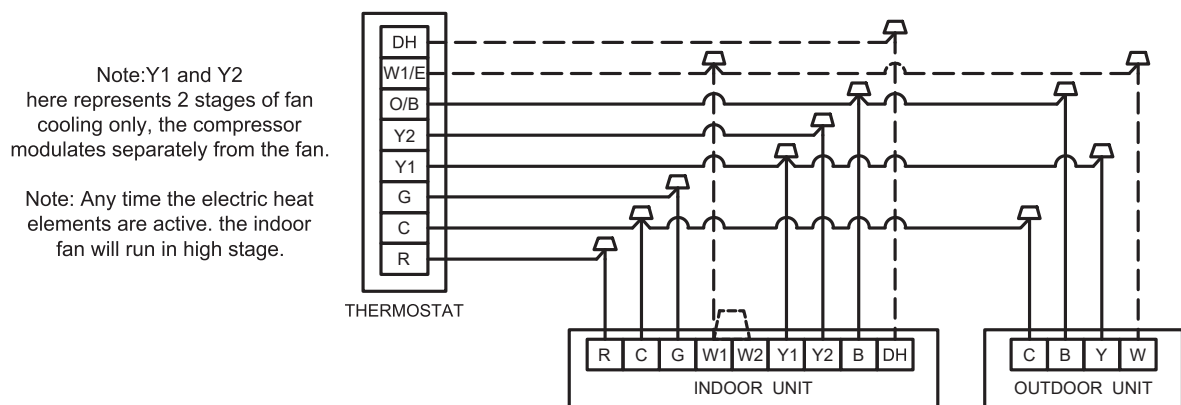 Note:Y1 and Y2
here represents 2 stages of fan
cooling only, the compressor
modulates separately from the fan.
Note: Any time the electric heat
elements are active. the indoor
fan will run in high stage.
DH
W1/E
O/B
Y2
Y1
G
C
R
THERMOSTAT
R C G W1 W2 Y1 Y2 B DH
INDOOR UNIT
C B Y W
OUTDOOR UNIT